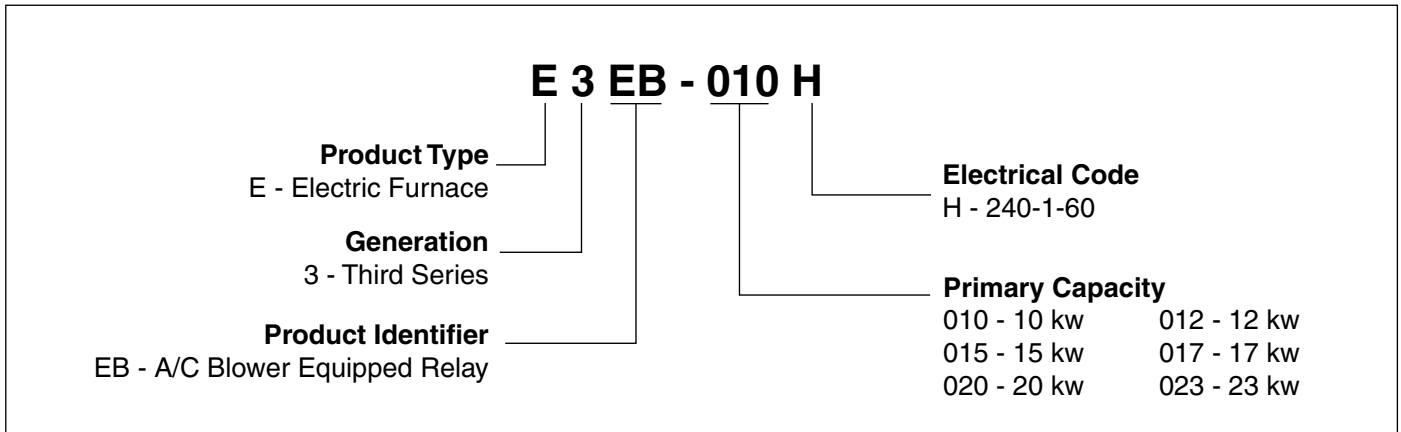 E 3 EB - 010 H
Product Type
E - Electric Furnace
Generation
3 - Third Series
Product Identifier
EB - A/C Blower Equipped Relay
Electrical Code
H - 240-1-60
Primary Capacity
010 - 10 kw 012 - 12 kw
015 - 15 kw 017 - 17 kw
020 - 20 kw 023 - 23 kw